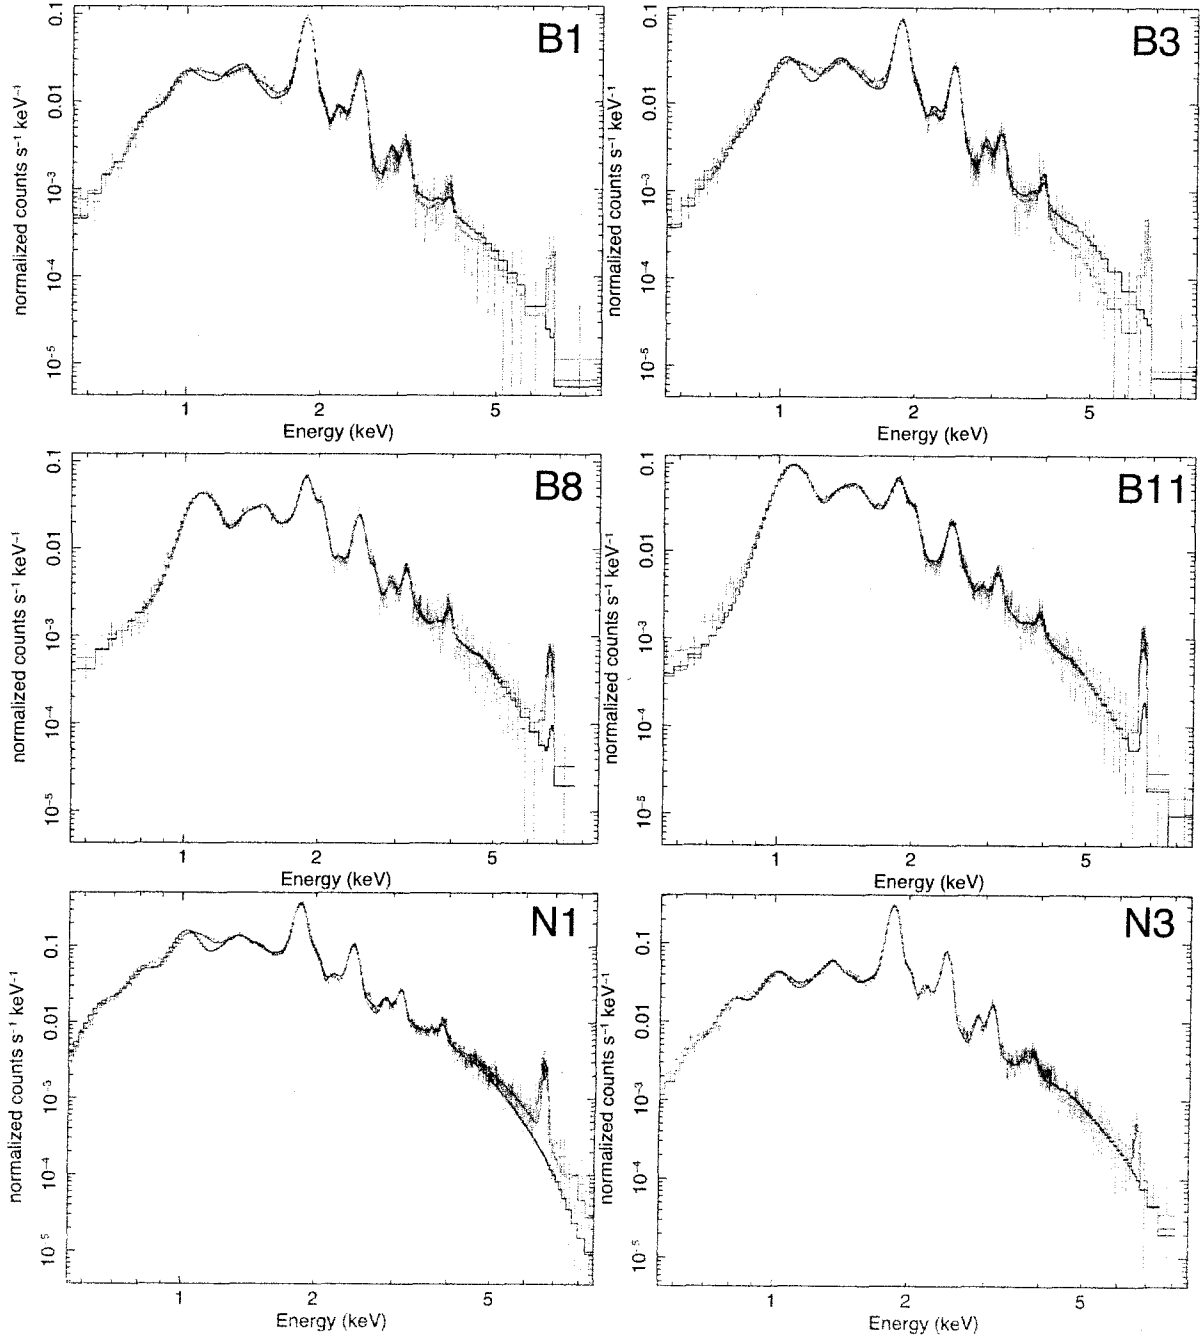 B1
normalized counts s⁻¹ keV⁻¹
0.1
0.01
10⁻³
10⁻⁴
10⁻⁵
1 2 5
Energy (keV)
B3
normalized counts s⁻¹ keV⁻¹
0.1
0.01
10⁻³
10⁻⁴
10⁻⁵
1 2 5
Energy (keV)
B8
normalized counts s⁻¹ keV⁻¹
0.1
0.01
10⁻³
10⁻⁴
10⁻⁵
1 2 5
Energy (keV)
B11
normalized counts s⁻¹ keV⁻¹
0.1
0.01
10⁻³
10⁻⁴
10⁻⁵
1 2 5
Energy (keV)
N1
normalized counts s⁻¹ keV⁻¹
0.1
0.01
10⁻³
10⁻⁴
10⁻⁵
1 2 5
Energy (keV)
N3
normalized counts s⁻¹ keV⁻¹
0.1
0.01
10⁻³
10⁻⁴
10⁻⁵
1 2 5
Energy (keV)